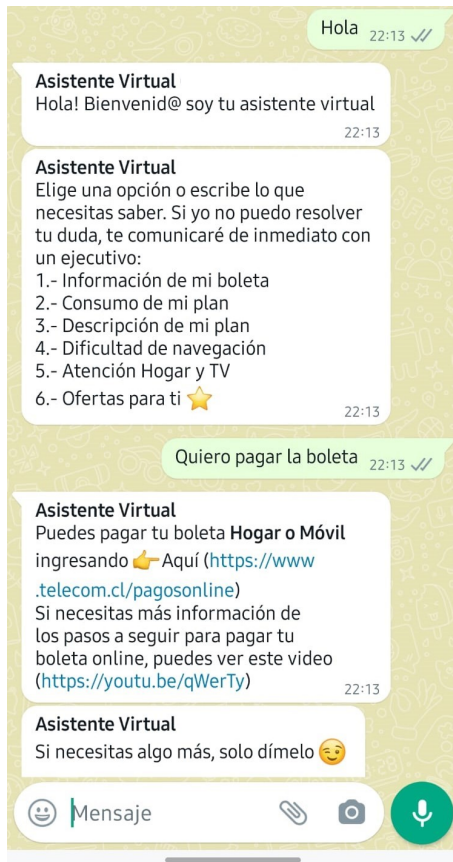 Hola 22:13
Asistente Virtual
Hola! Bienvenid@ soy tu asistente virtual
22:13
Asistente Virtual
Elige una opción o escribe lo que
necesitas saber. Si yo no puedo resolver
tu duda, te comunicaré de inmediato con
un ejecutivo:
1.- Información de mi boleta
2.- Consumo de mi plan
3.- Descripción de mi plan
4.- Dificultad de navegación
5.- Atención Hogar y TV
6.- Ofertas para ti ⭐
22:13
Quiero pagar la boleta 22:13
Asistente Virtual
Puedes pagar tu boleta Hogar o Móvil
ingresando 👉 Aquí (https://www
.telecom.cl/pagosonline)
Si necesitas más información de
los pasos a seguir para pagar tu
boleta online, puedes ver este video
(https://youtu.be/qWerTy)
22:13
Asistente Virtual
Si necesitas algo más, solo dímelo 😉
Mensaje